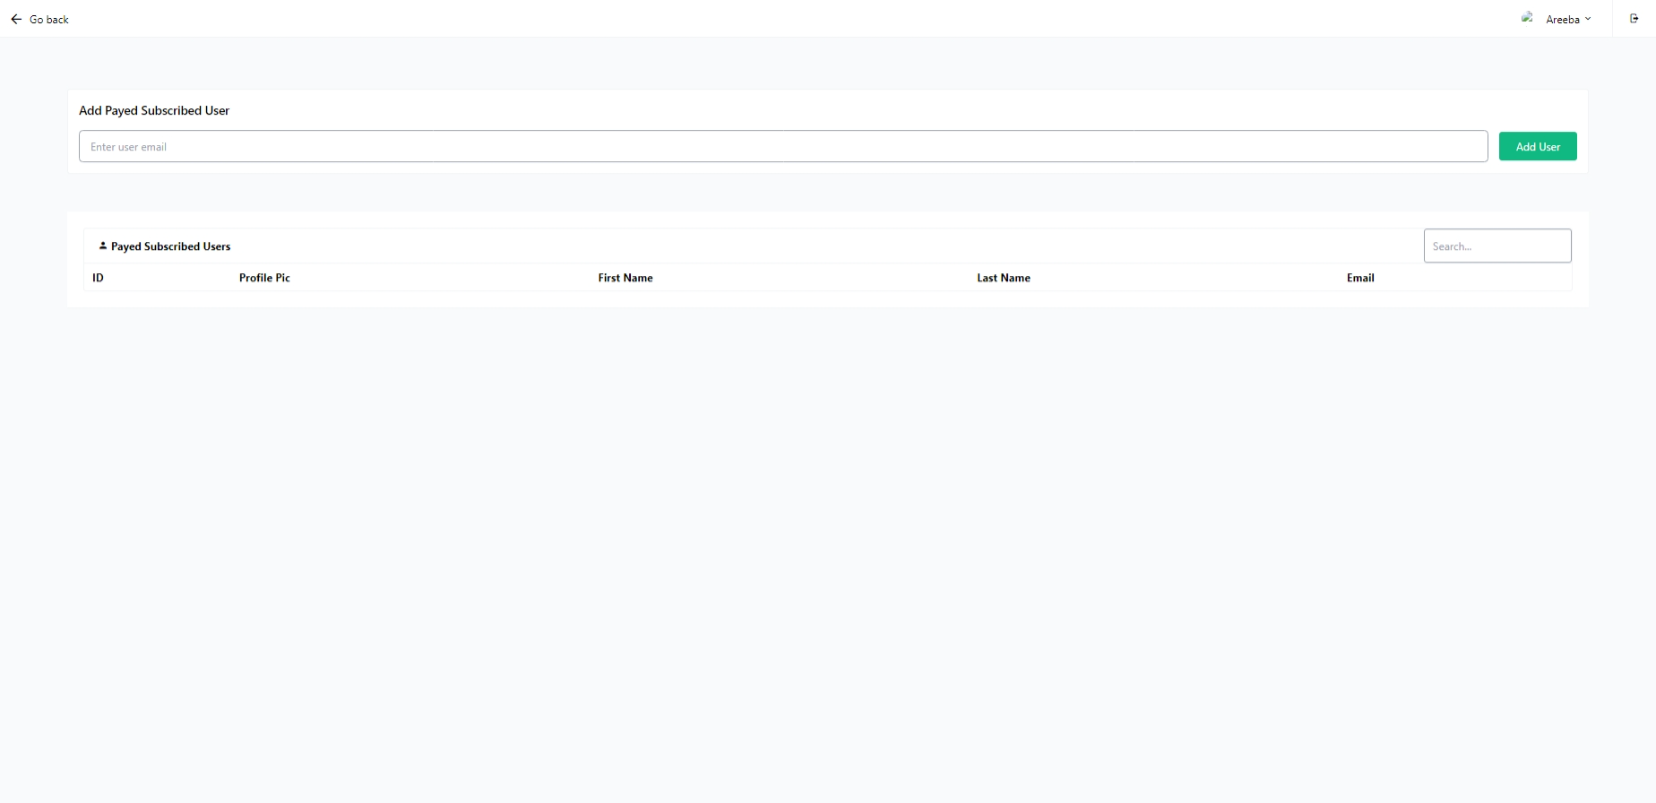 Go back
Areeba
Add Payed Subscribed User
Enter user email
Add User
Payed Subscribed Users
Search...
ID Profile Pic First Name Last Name Email